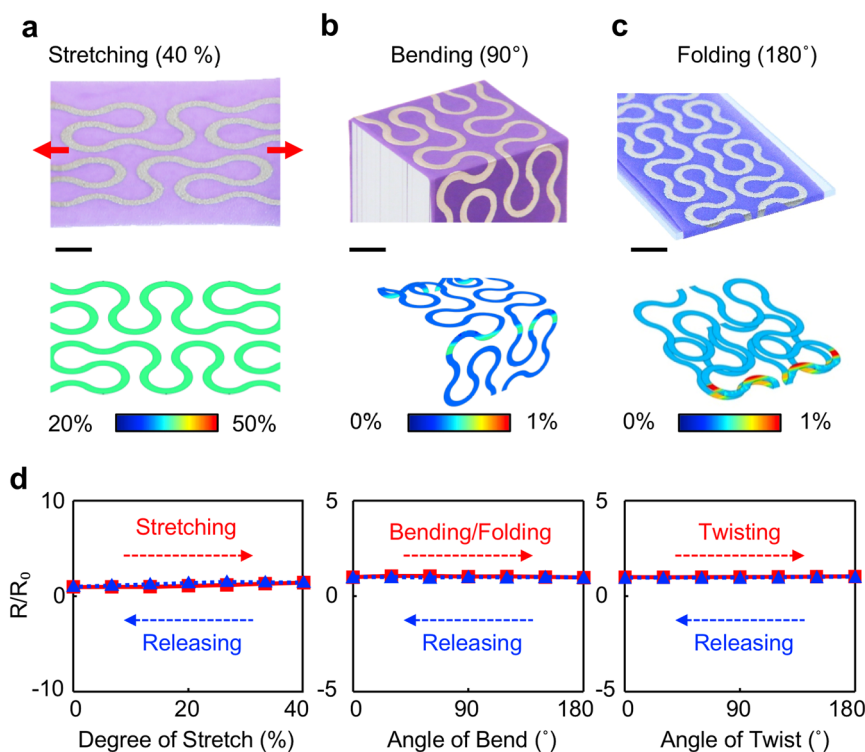 a
b
c
Stretching (40 %)
Bending (90°)
Folding (180˚)
20%
50%
0%
1%
0%
1%
d
R/R0
10
0
-10
Stretching
Releasing
0
20
40
Degree of Stretch (%)
5
0
-5
Bending/Folding
Releasing
0
90
180
Angle of Bend (˚)
5
0
-5
Twisting
Releasing
0
90
180
Angle of Twist (˚)